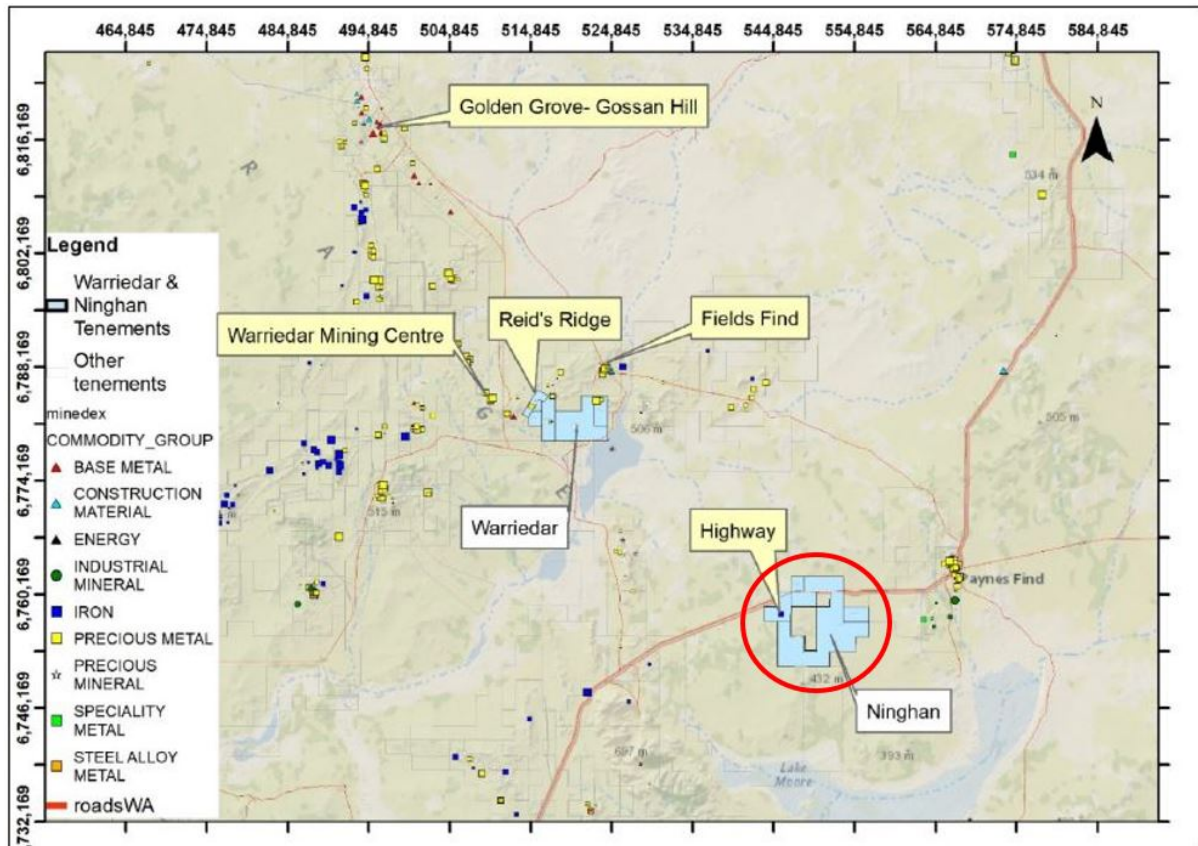 464,845 474,845 484,845 494,845 504,845 514,845 524,845 534,845 544,845 554,845 564,845 574,845 584,845
6,816,169
6,802,169
6,788,169
6,774,169
6,760,169
6,746,169
6,732,169
Golden Grove- Gossan Hill
N
534 m
R
A
G
E
Reid's Ridge
Fields Find
Warriedar Mining Centre
505 m
506 m
515 m
Warriedar
Highway
Paynes Find
432 m
Ninghan
697 m
393 m
Lake
Moore
Legend
Warriedar &
Ninghan
Tenements
Other
tenements
minedex
COMMODITY_GROUP
BASE METAL
CONSTRUCTION
MATERIAL
ENERGY
INDUSTRIAL
MINERAL
IRON
PRECIOUS METAL
PRECIOUS
MINERAL
SPECIALITY
METAL
STEEL ALLOY
METAL
roadsWA